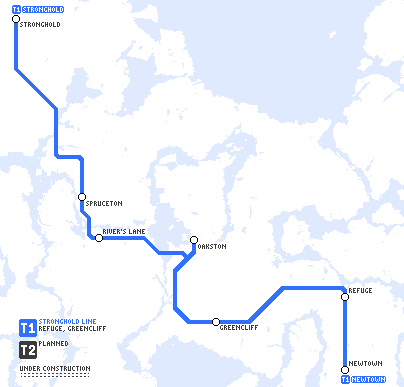 T1 STRONGHOLD
STRONGHOLD
SPRUCETON
RIVER'S LANE
OAKSTON
REFUGE
GREENCLIFF
T1 STRONGHOLD LINE
REFUGE, GREENCLIFF
T2 PLANNED
NEWTOWN
UNDER CONSTRUCTION
T1 NEWTOWN